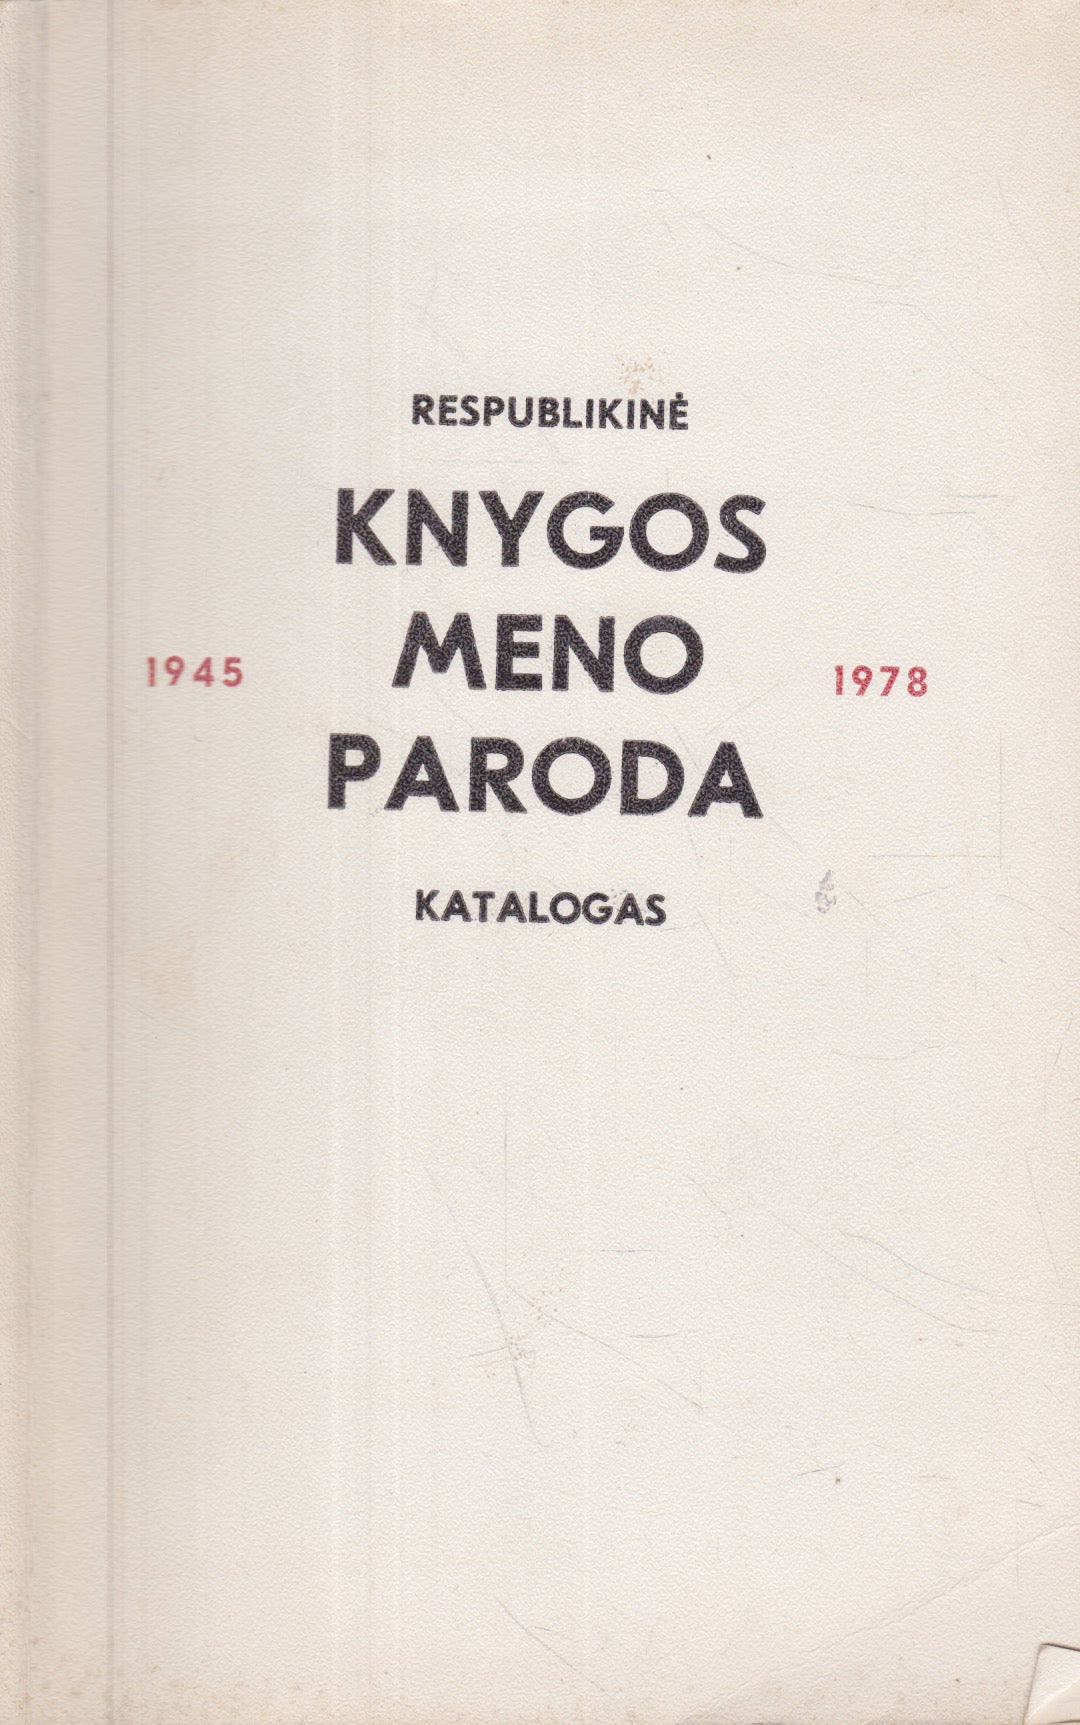 RESPUBLIKINĖ
KNYGOS
MENO
1945
1978
PARODA
KATALOGAS